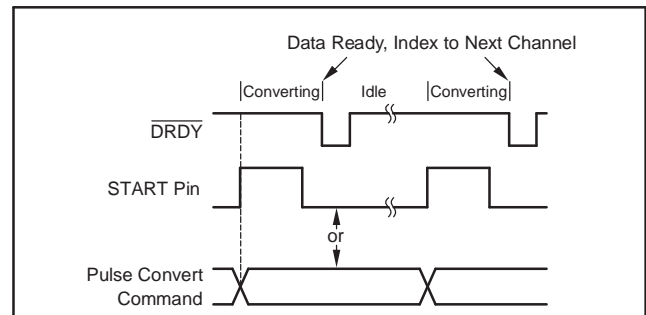 Data Ready, Index to Next Channel
Converting Idle Converting
DRDY
START Pin
or
Pulse Convert
Command